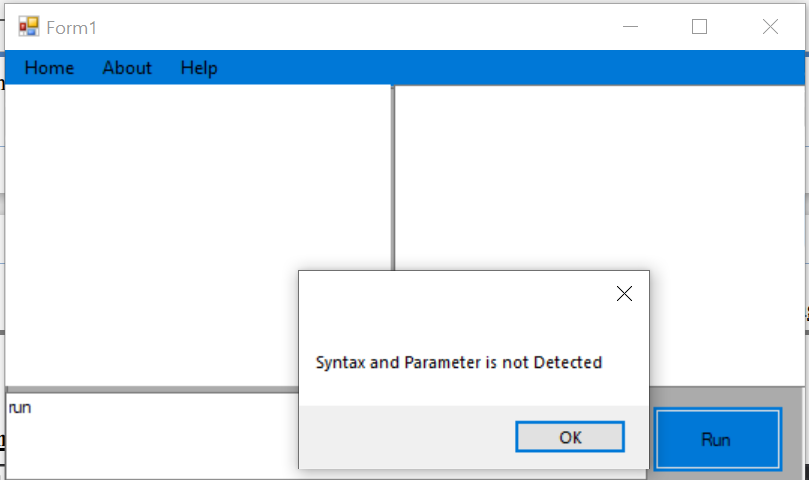 Form1
Home About Help
Syntax and Parameter is not Detected
run
OK
Run